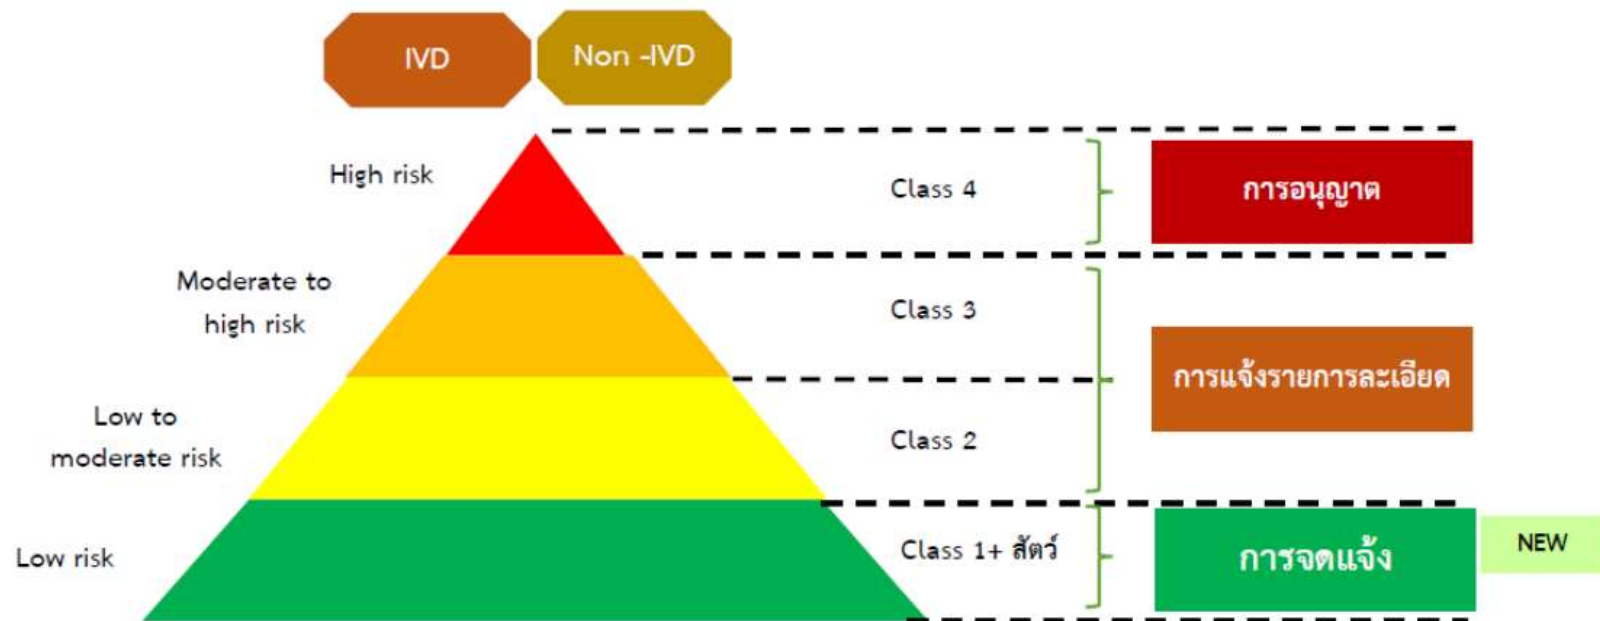 IVD
Non -IVD
High risk
Class 4
การอนุญาต
Moderate to
high risk
Class 3
การแจ้งรายการละเอียด
Low to
moderate risk
Class 2
Low risk
Class 1+ สัตว์
การจดแจ้ง
NEW